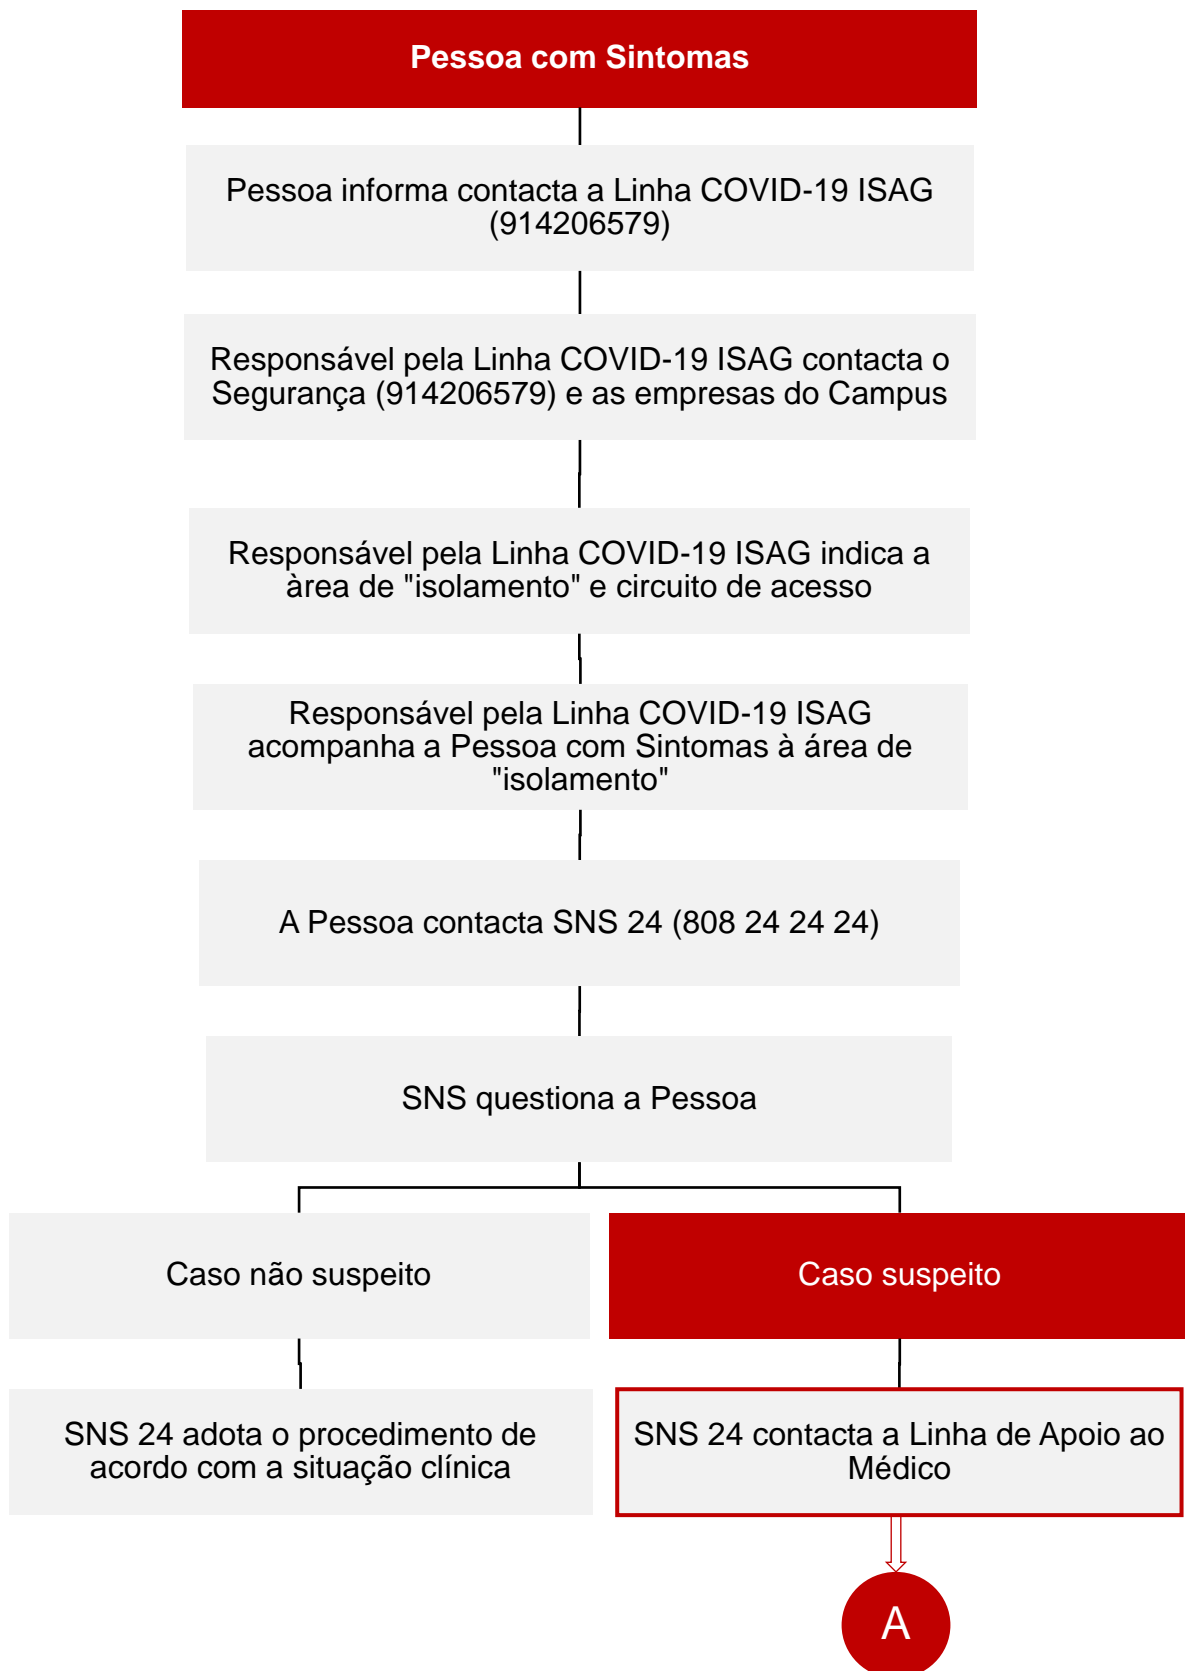 Pessoa com Sintomas
Pessoa informa contacta a Linha COVID-19 ISAG
(914206579)
Responsável pela Linha COVID-19 ISAG contacta o
Segurança (914206579) e as empresas do Campus
Responsável pela Linha COVID-19 ISAG indica a
àrea de "isolamento" e circuito de acesso
Responsável pela Linha COVID-19 ISAG
acompanha a Pessoa com Sintomas à área de
"isolamento"
A Pessoa contacta SNS 24 (808 24 24 24)
SNS questiona a Pessoa
Caso não suspeito
Caso suspeito
SNS 24 adota o procedimento de
acordo com a situação clínica
SNS 24 contacta a Linha de Apoio ao
Médico
A